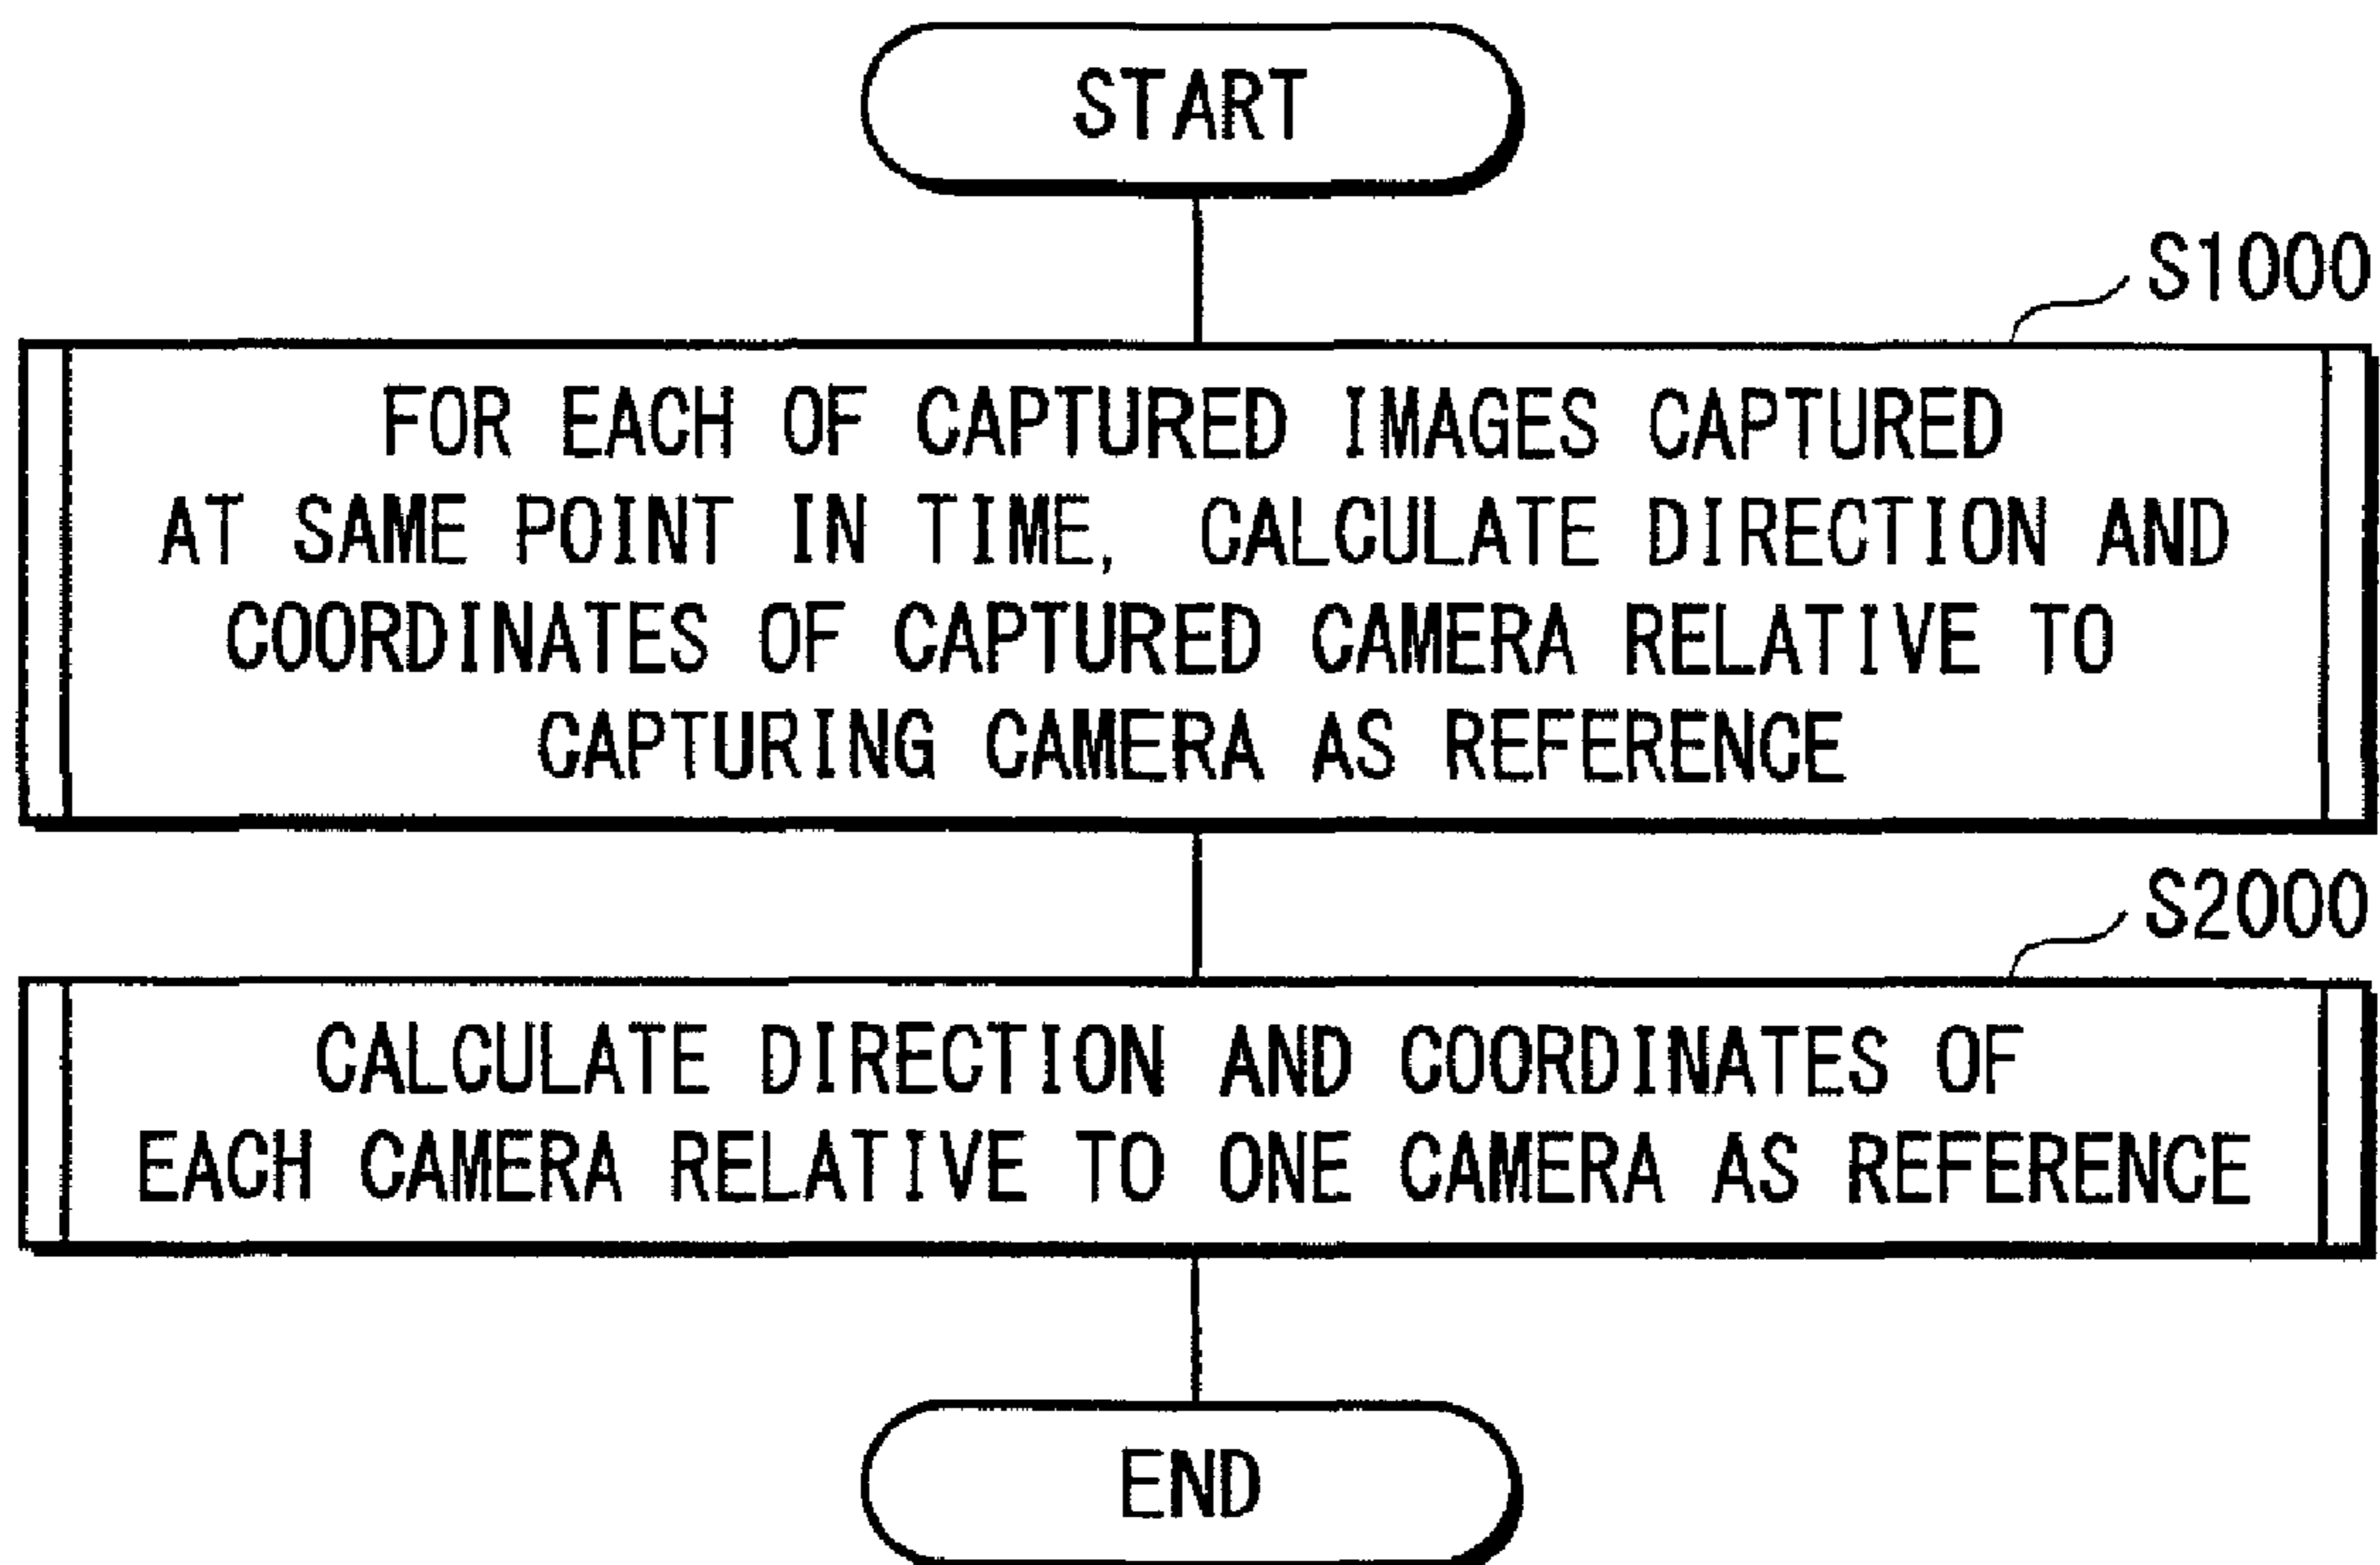 START
S1000
FOR EACH OF CAPTURED IMAGES CAPTURED
AT SAME POINT IN TIME, CALCULATE DIRECTION AND
COORDINATES OF CAPTURED CAMERA RELATIVE TO
CAPTURING CAMERA AS REFERENCE
S2000
CALCULATE DIRECTION AND COORDINATES OF
EACH CAMERA RELATIVE TO ONE CAMERA AS REFERENCE
END